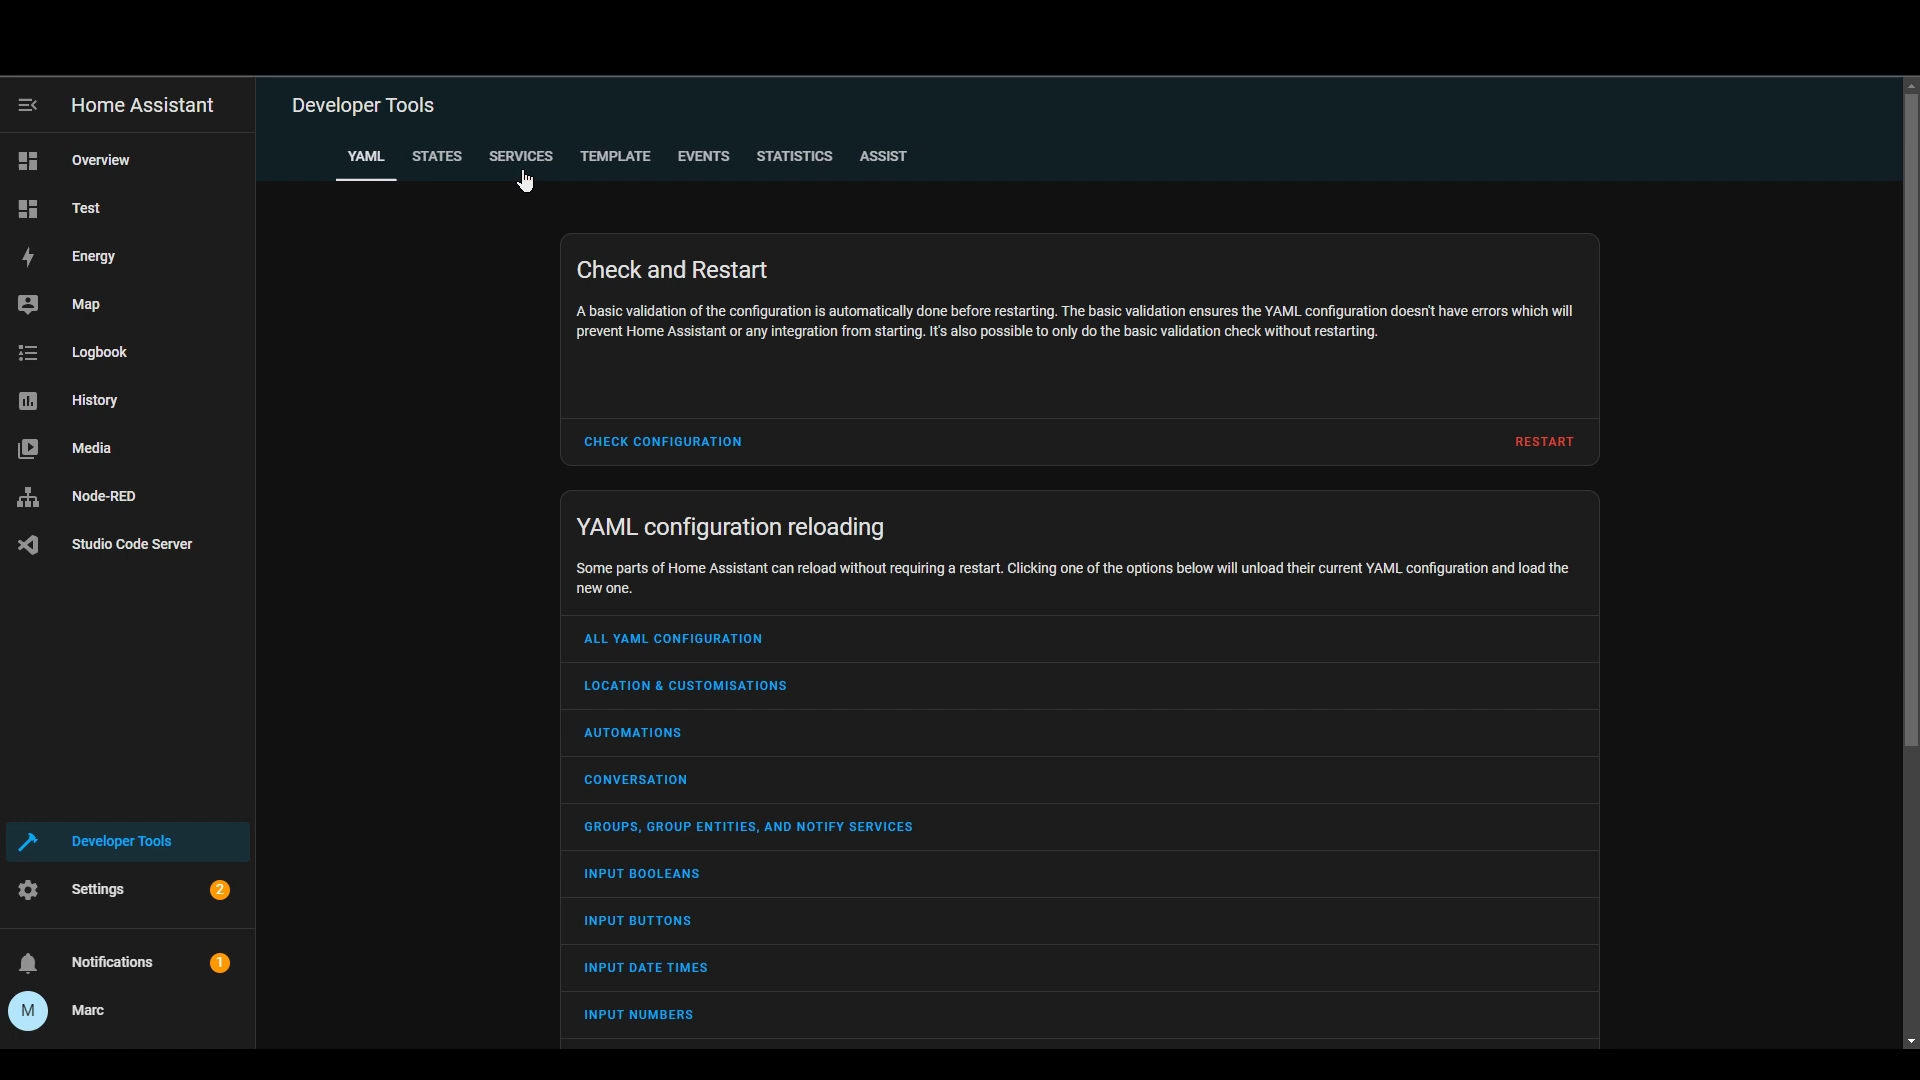 Home Assistant
Developer Tools
YAML STATES SERVICES TEMPLATE EVENTS STATISTICS ASSIST
Overview
Test
Energy
Map
Logbook
History
Media
Node-RED
Studio Code Server
Developer Tools
Settings 2
Notifications 1
M Marc
Check and Restart
A basic validation of the configuration is automatically done before restarting. The basic validation ensures the YAML configuration doesn't have errors which will
prevent Home Assistant or any integration from starting. It's also possible to only do the basic validation check without restarting.
CHECK CONFIGURATION RESTART
YAML configuration reloading
Some parts of Home Assistant can reload without requiring a restart. Clicking one of the options below will unload their current YAML configuration and load the
new one.
ALL YAML CONFIGURATION
LOCATION & CUSTOMISATIONS
AUTOMATIONS
CONVERSATION
GROUPS, GROUP ENTITIES, AND NOTIFY SERVICES
INPUT BOOLEANS
INPUT BUTTONS
INPUT DATE TIMES
INPUT NUMBERS